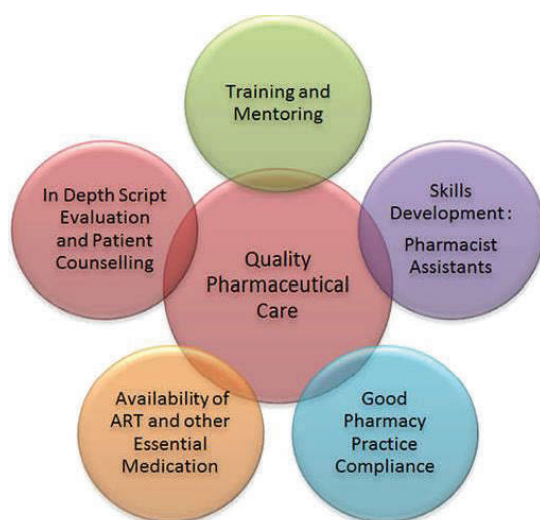 Training and
Mentoring
In Depth Script
Evaluation
and Patient
Counselling
Skills
Development :
Pharmacist
Assistants
Quality
Pharmaceutical
Care
Availability of
ART and other
Essential
Medication
Good
Pharmacy
Practice
Compliance